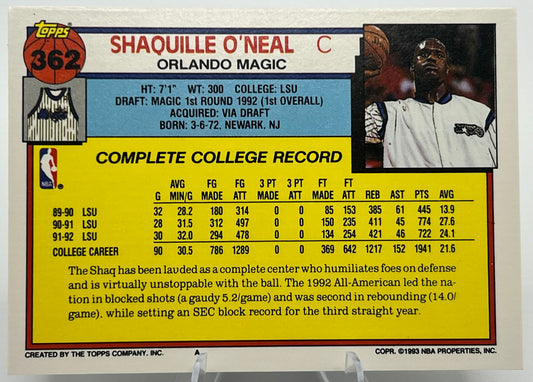 Topps
362
SHAQUILLE O'NEAL C
ORLANDO MAGIC
HT: 7'1" WT: 300 COLLEGE: LSU
DRAFT: MAGIC 1st ROUND 1992 (1st OVERALL)
ACQUIRED: VIA DRAFT
BORN: 3-6-72, NEWARK, NJ
NBA
COMPLETE COLLEGE RECORD
AVG FG FG 3 PT 3 PT FT FT
G MIN/G MADE ATT MADE ATT MADE ATT REB AST PTS AVG
89-90 LSU 32 28.2 180 314 0 0 85 153 385 61 445 13.9
90-91 LSU 28 31.5 312 497 0 0 150 235 411 45 774 27.6
91-92 LSU 30 32.0 294 478 0 0 134 254 421 46 722 24.1
COLLEGE CAREER 90 30.5 786 1289 0 0 369 642 1217 152 1941 21.6
The Shaq has been lauded as a complete center who humiliates foes on defense
and is virtually unstoppable with the ball. The 1992 All-American led the na-
tion in blocked shots (a gaudy 5.2/game) and was second in rebounding (14.0/
game), while setting an SEC block record for the third straight year.
CREATED BY THE TOPPS COMPANY, INC. A COPR. ©1993 NBA PROPERTIES, INC.